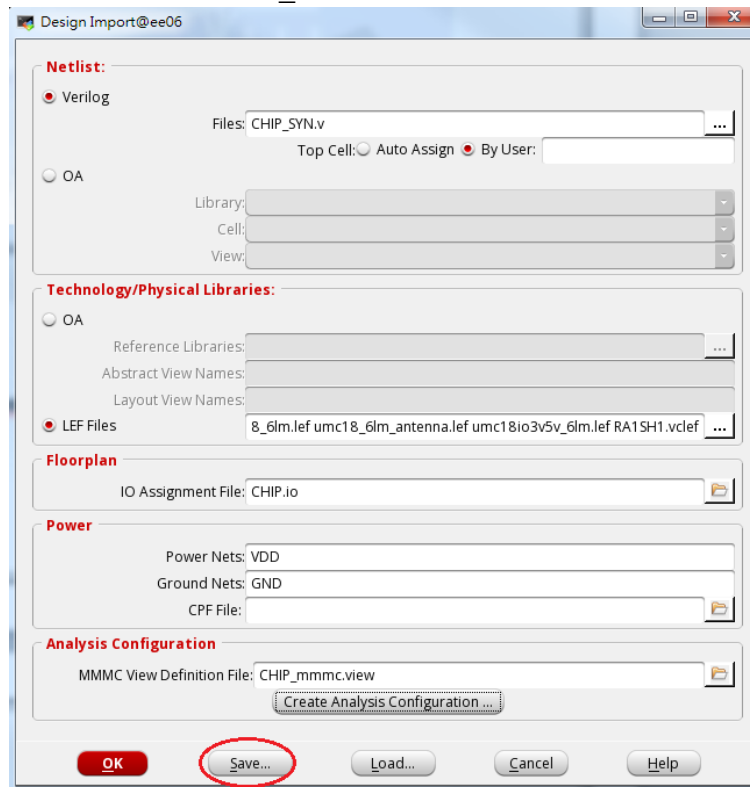 Design Import@ee06
Netlist:
Verilog
Files: CHIP_SYN.v ...
Top Cell: Auto Assign By User:
OA
Library:
Cell:
View:
Technology/Physical Libraries:
OA
Reference Libraries: ...
Abstract View Names:
Layout View Names:
LEF Files 8_6lm.lef umc18_6lm_antenna.lef umc18io3v5v_6lm.lef RA1SH1.vclef ...
Floorplan
IO Assignment File: CHIP.io
Power
Power Nets: VDD
Ground Nets: GND
CPF File:
Analysis Configuration
MMMC View Definition File: CHIP_mmmc.view
Create Analysis Configuration ...
OK Save... Load... Cancel Help